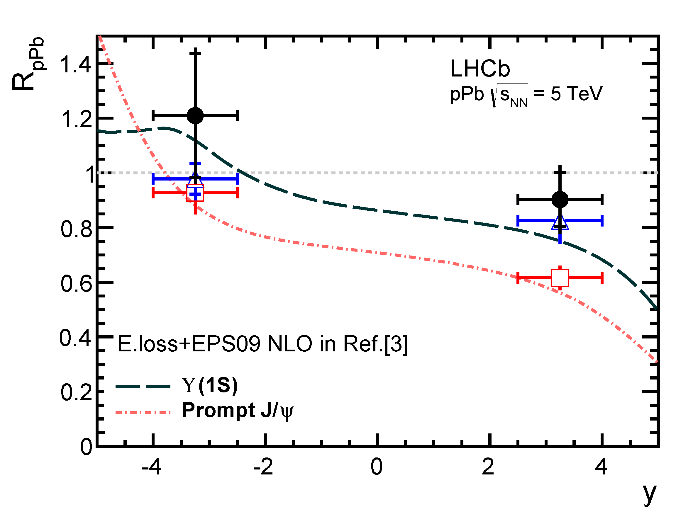 R_pPb
1.4
1.2
1
0.8
0.6
0.4
0.2
0
LHCb
pPb √s_NN = 5 TeV
E.loss+EPS09 NLO in Ref.[3]
ϒ(1S)
Prompt J/ψ
-4 -2 0 2 4
y